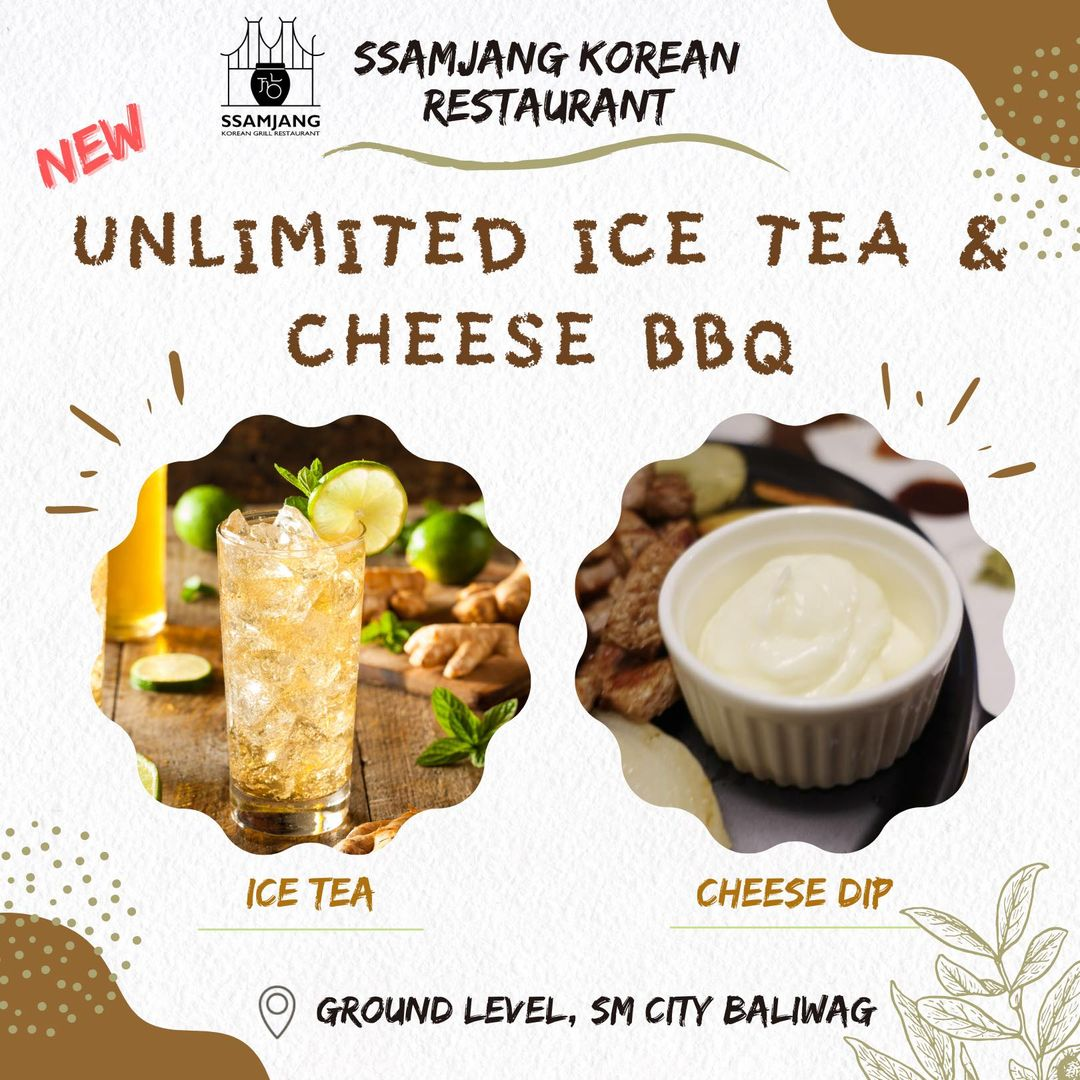 SSAMJANG
KOREAN GRILL RESTAURANT
SSAMJANG KOREAN
RESTAURANT
NEW
UNLIMITED ICE TEA &
CHEESE BBQ
ICE TEA
CHEESE DIP
GROUND LEVEL, SM CITY BALIWAG